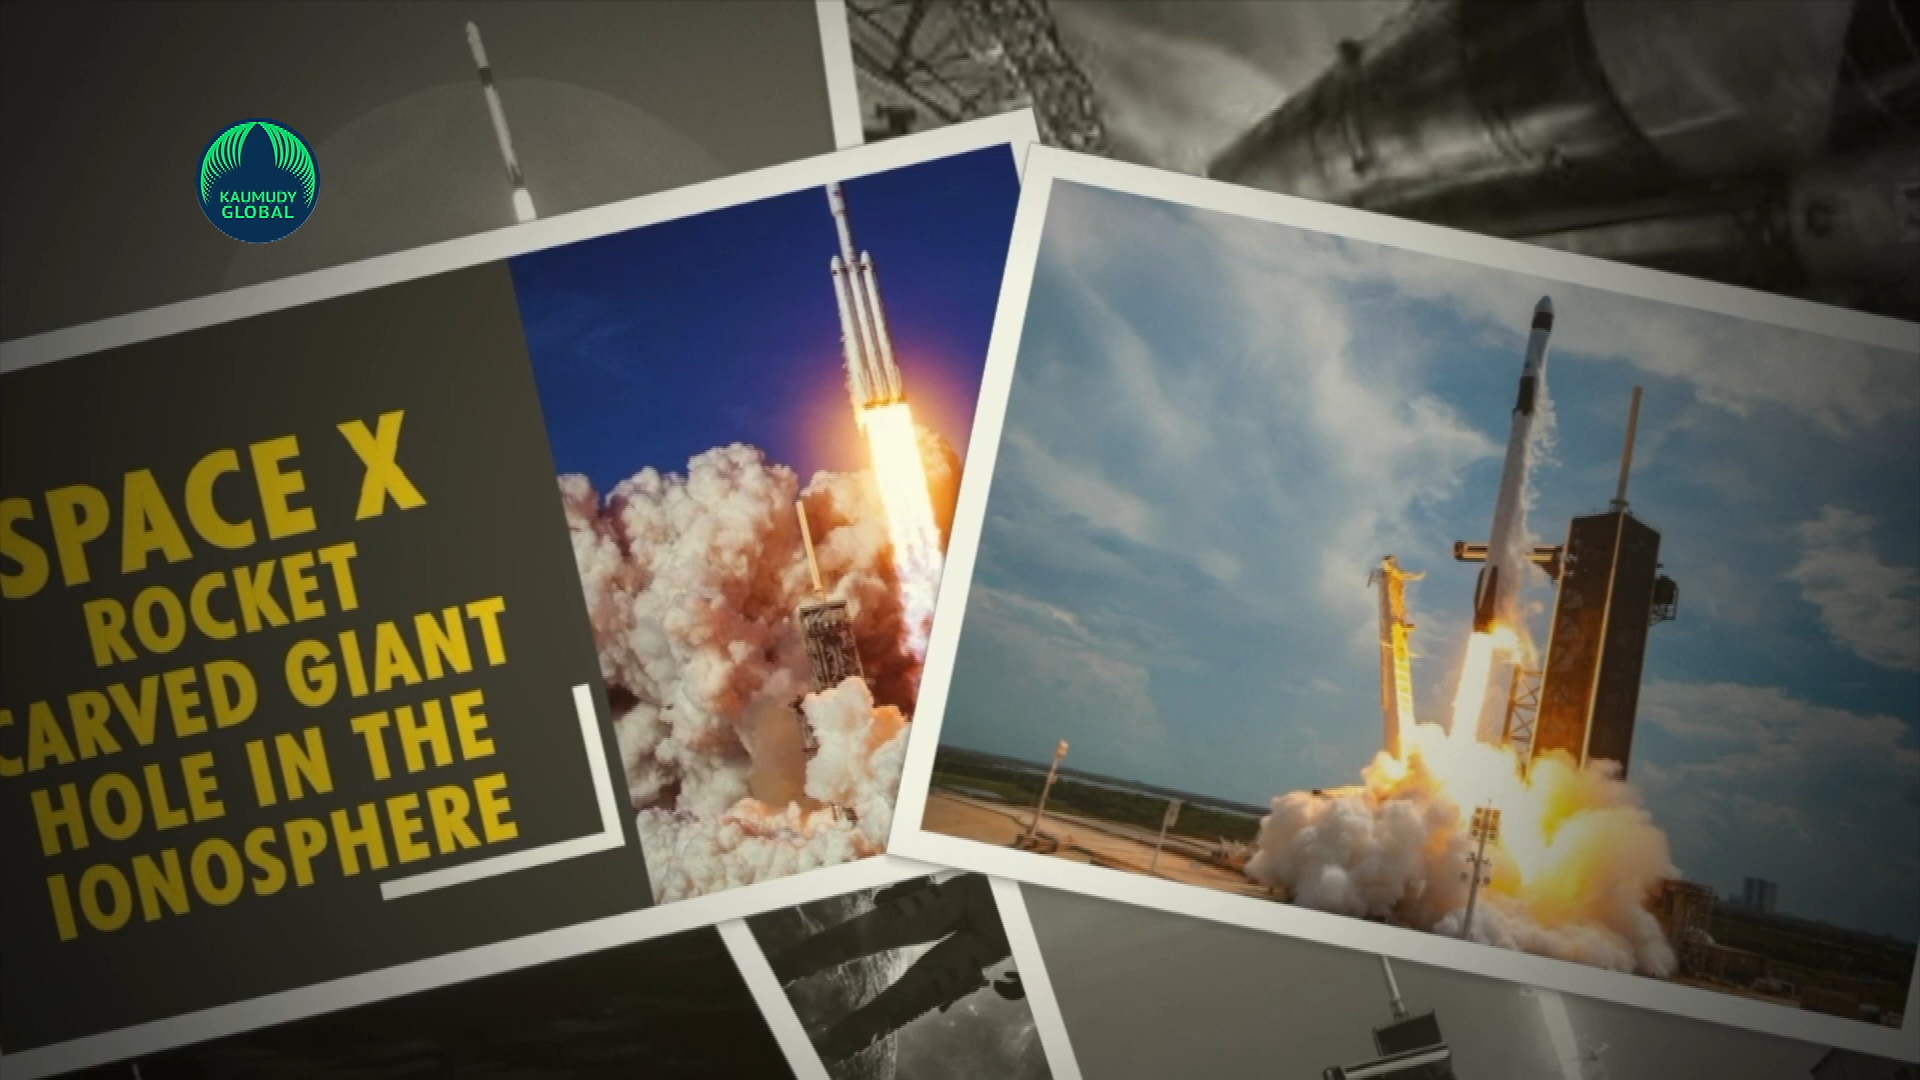 KAUMUDY
GLOBAL
SPACE X
ROCKET
CARVED GIANT
HOLE IN THE
IONOSPHERE